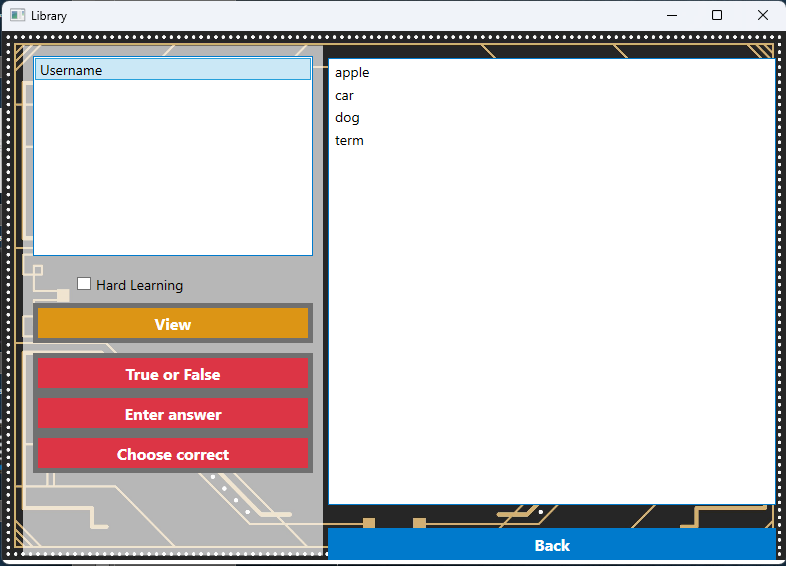 Library
Username
Hard Learning
View
True or False
Enter answer
Choose correct
apple
car
dog
term
Back